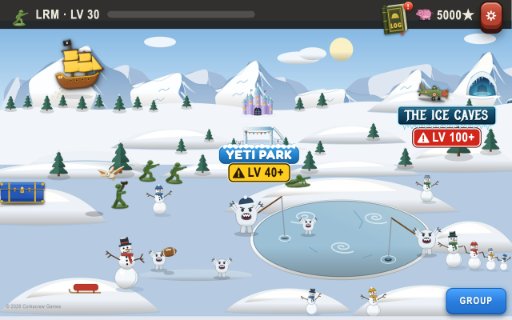 LRM - LV 30
LOG
5000★
THE ICE CAVES
LV 100+
YETI PARK
LV 40+
GROUP